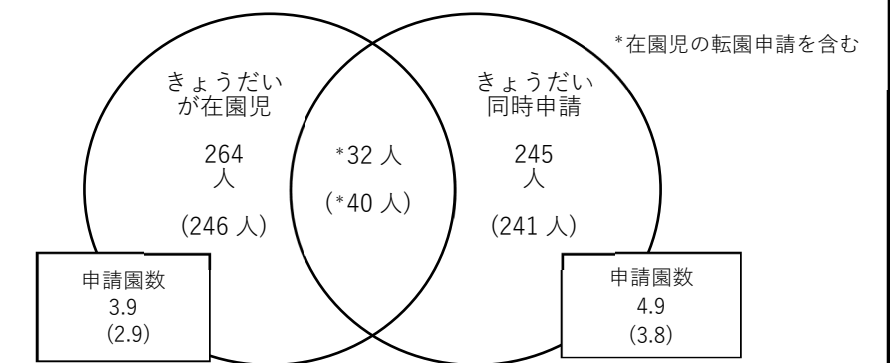 *在園児の転園申請を含む
きょうだい
が在園児
264
人
(246 人)
*32 人
(*40 人)
きょうだい
同時申請
245
人
(241 人)
申請園数
3.9
(2.9)
申請園数
4.9
(3.8)